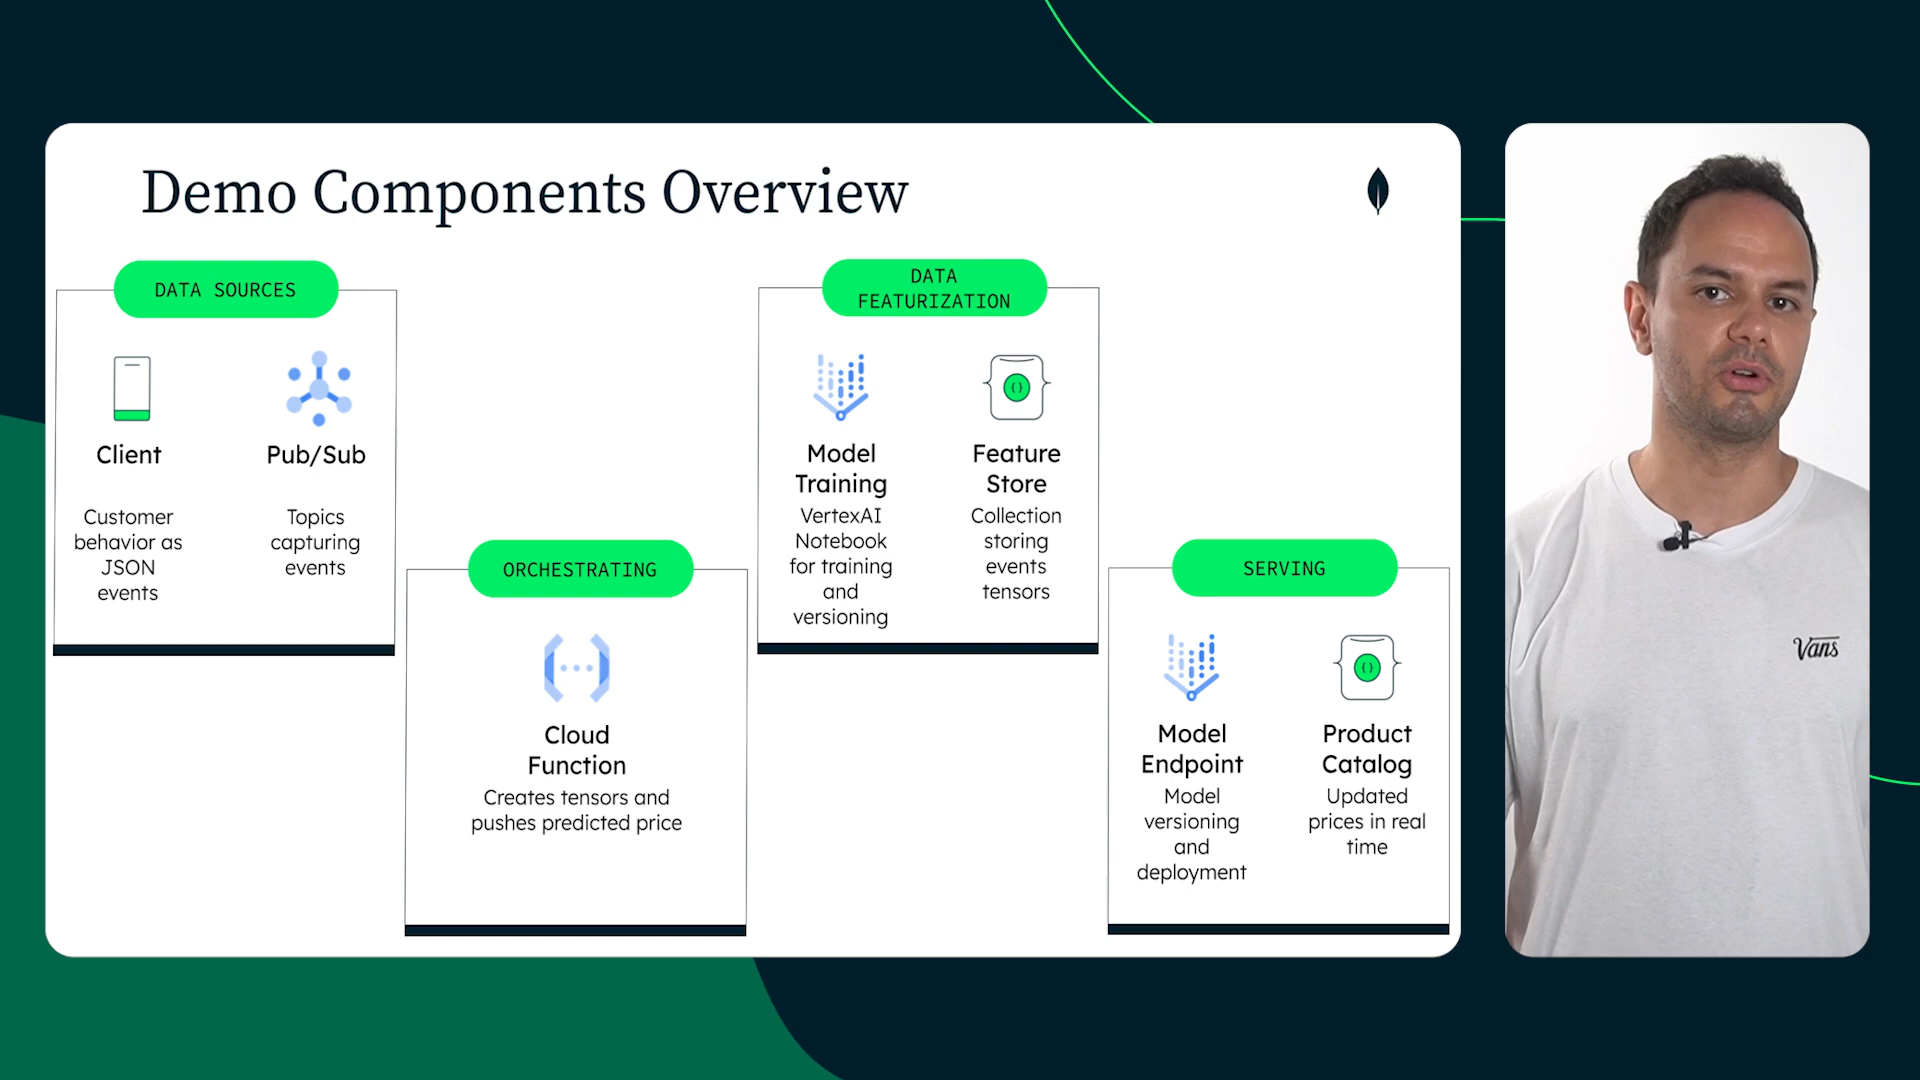 Demo Components Overview
DATA SOURCES
Client
Customer
behavior as
JSON
events
Pub/Sub
Topics
capturing
events
ORCHESTRATING
Cloud
Function
Creates tensors and
pushes predicted price
DATA
FEATURIZATION
Model
Training
VertexAI
Notebook
for training
and
versioning
Feature
Store
Collection
storing
events
tensors
SERVING
Model
Endpoint
Model
versioning
and
deployment
Product
Catalog
Updated
prices in real
time
Vans